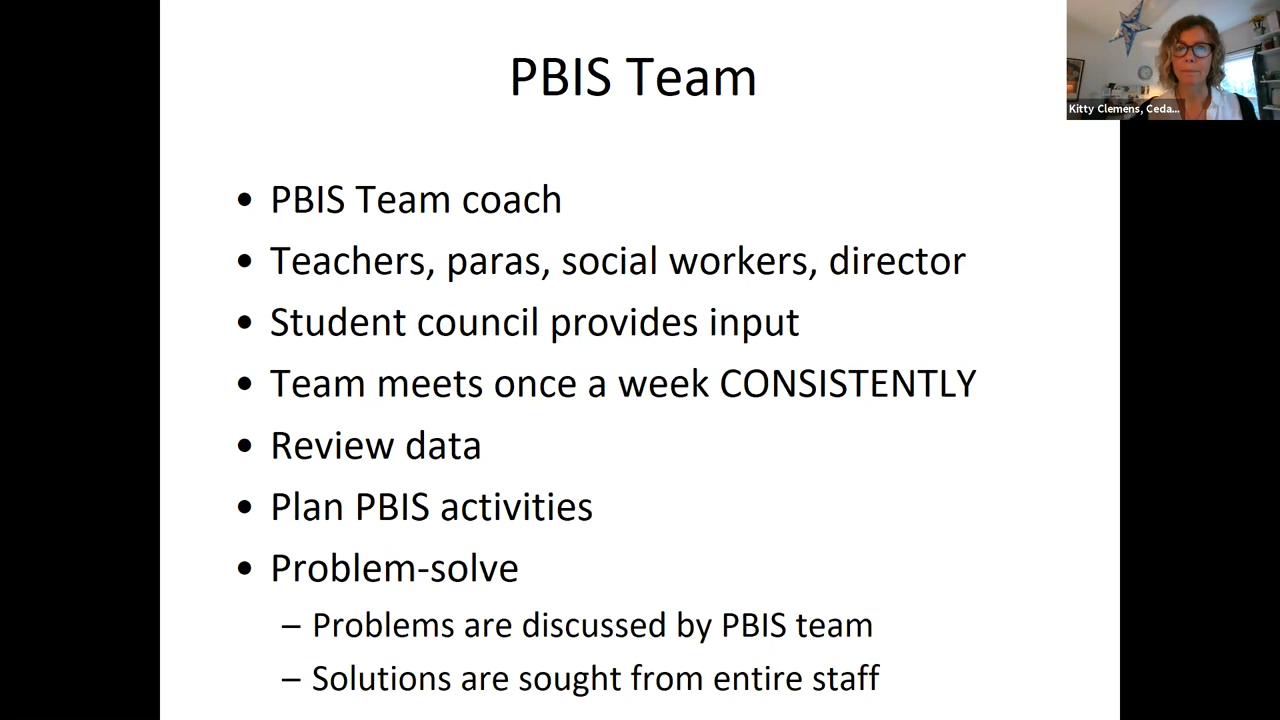 PBIS Team
Kitty Clemens, Ceda...
• PBIS Team coach
• Teachers, paras, social workers, director
• Student council provides input
• Team meets once a week CONSISTENTLY
• Review data
• Plan PBIS activities
• Problem-solve
– Problems are discussed by PBIS team
– Solutions are sought from entire staff